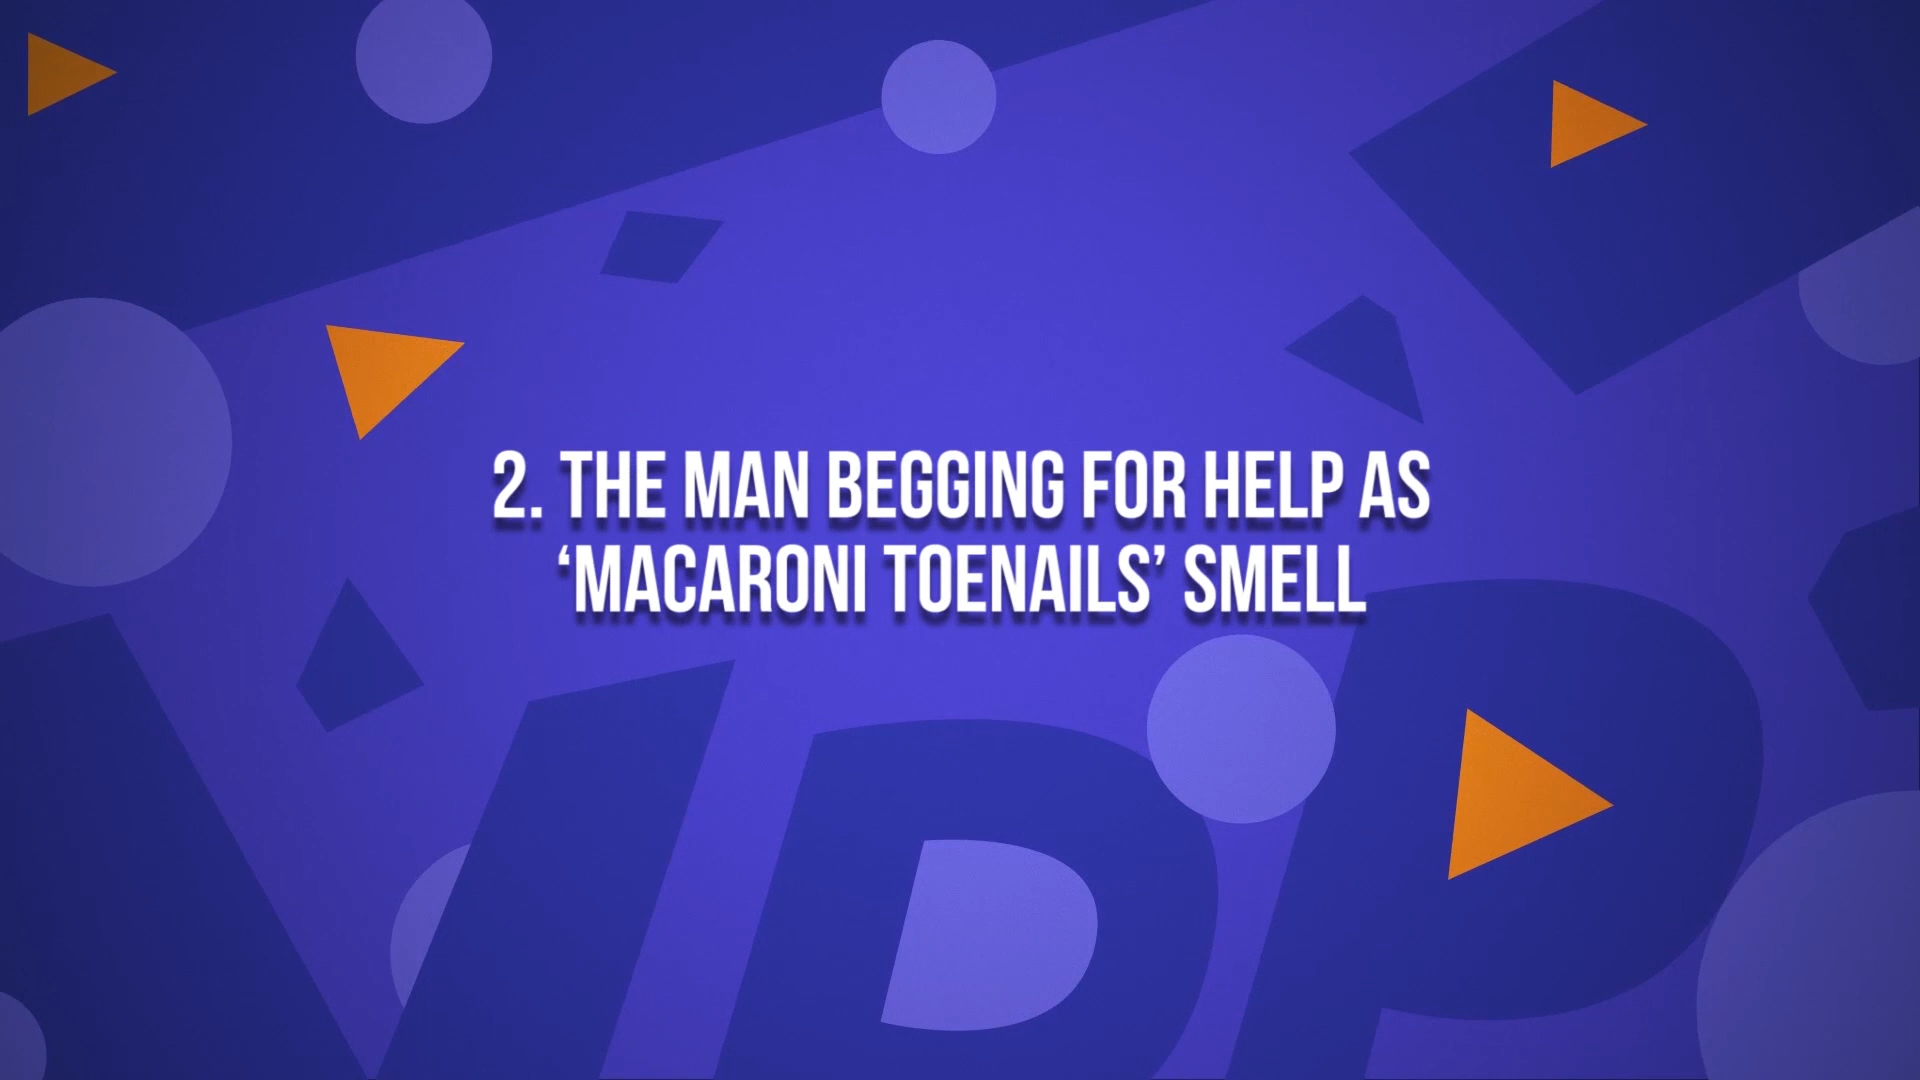 2. THE MAN BEGGING FOR HELP AS
‘MACARONI TOENAILS’ SMELL